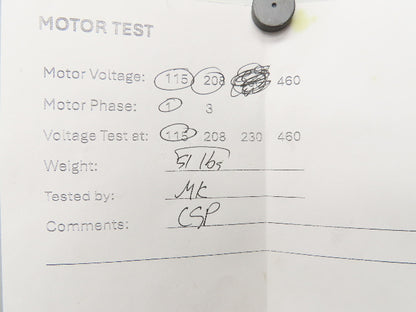 MOTOR TEST
Motor Voltage: 115 208 460
Motor Phase: 1 3
Voltage Test at: 115 208 230 460
Weight: 51 lbs
Tested by: MK
Comments: CSP